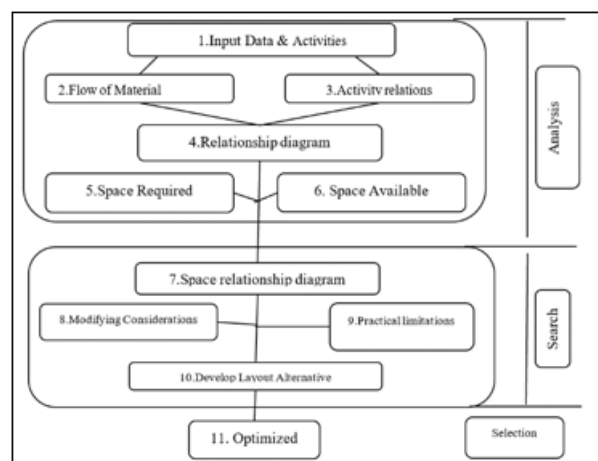 1.Input Data & Activities
2.Flow of Material
3.Activity relations
4.Relationship diagram
5.Space Required
6. Space Available
Analysis
7.Space relationship diagram
8.Modifying Considerations
9.Practical limitations
10.Develop Layout Alternative
Search
11. Optimized
Selection